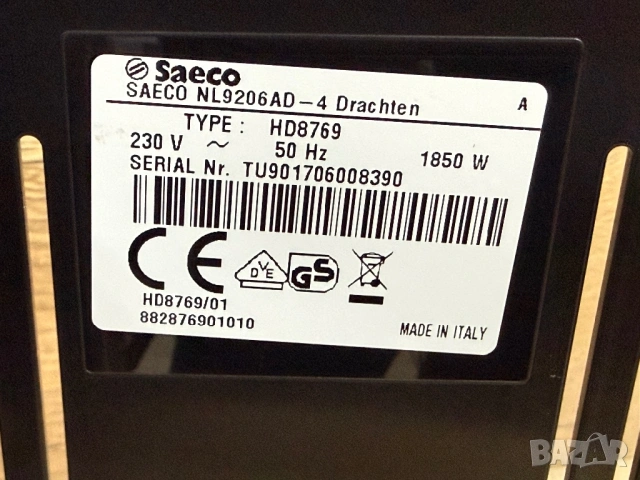 Saeco
SAECO NL9206AD-4 Drachten A
TYPE: HD8769
230 V ~ 50 Hz 1850 W
SERIAL Nr. TU901706008390
CE DVE GS
HD8769/01
882876901010
MADE IN ITALY
BAZAR